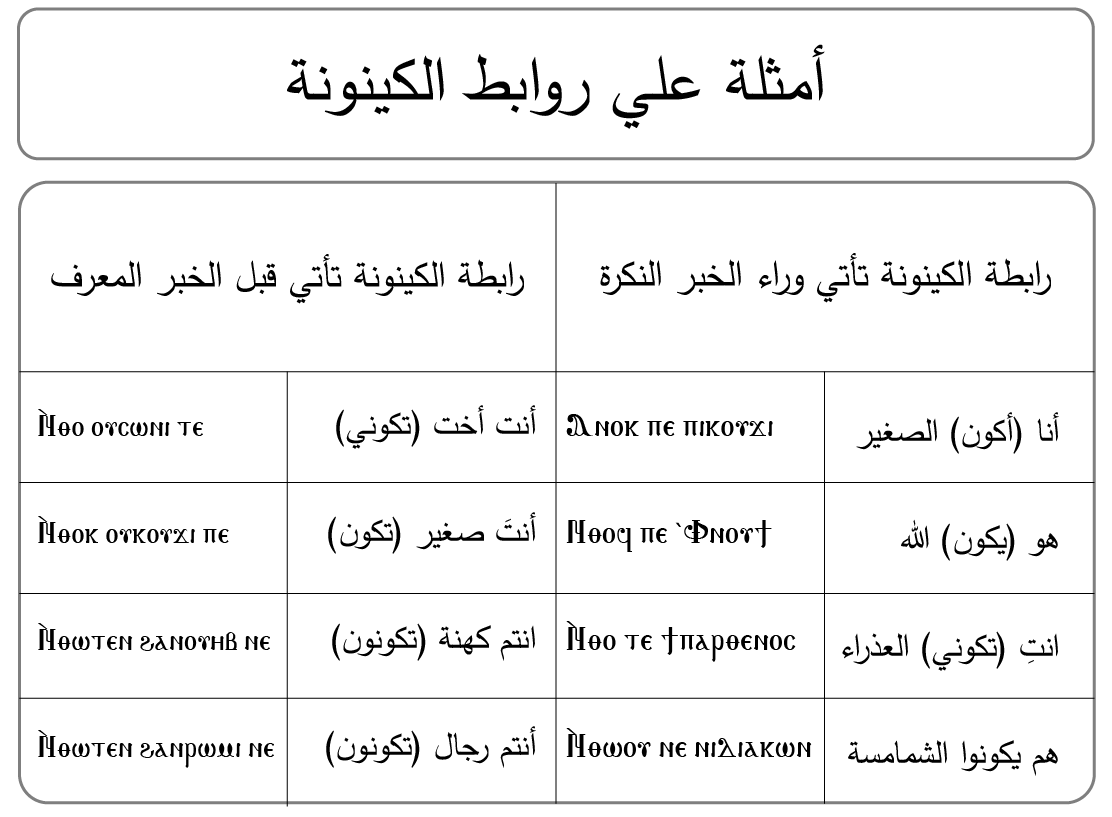 أمثلة علي روابط الكينونة
رابطة الكينونة تأتي وراء الخبر النكرة
رابطة الكينونة تأتي قبل الخبر المعرف
أنا (أكون) الصغير
Ⲁⲛⲟⲕ ⲡⲉ ⲡⲓⲕⲟⲩϫⲓ
أنت أخت (تكوني)
Ⲛ̀ⲑⲟ ⲟⲩⲥⲱⲛⲓ ⲧⲉ
هو (يكون) الله
Ⲛⲑⲟϥ ⲡⲉ `Ⲫⲛⲟⲩϯ
أنتَ صغير (تكون)
Ⲛ̀ⲑⲟⲕ ⲟⲩⲕⲟⲩϫⲓ ⲡⲉ
انتِ (تكوني) العذراء
Ⲛ̀ⲑⲟ ⲧⲉ ϯⲡⲁⲣⲑⲉⲛⲟⲥ
انتم كهنة (تكونون)
Ⲛ̀ⲑⲱⲧⲉⲛ ϩⲁⲛⲟⲩⲏⲃ ⲛⲉ
هم يكونوا الشمامسة
Ⲛ̀ⲑⲱⲟⲩ ⲛⲉ ⲛⲓⲇⲓⲁⲕⲱⲛ
أنتم رجال (تكونون)
Ⲛ̀ⲑⲱⲧⲉⲛ ϩⲁⲛⲣⲱⲙⲓ ⲛⲉ